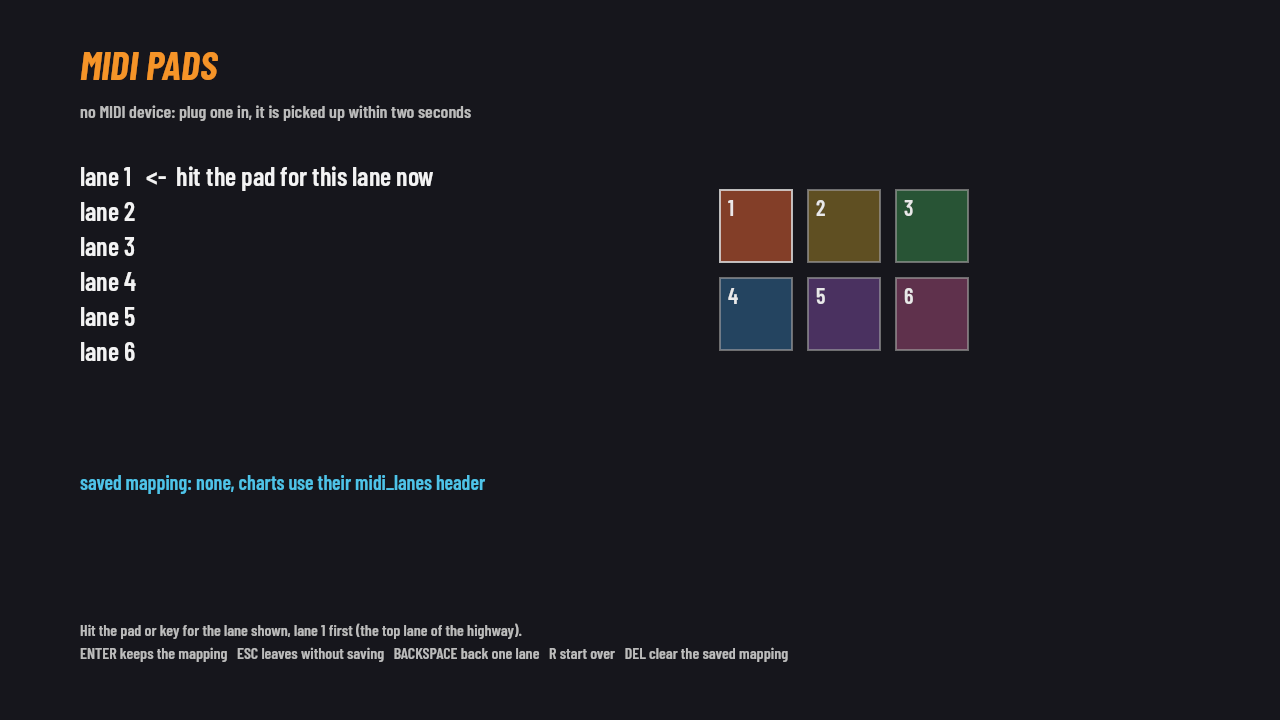 MIDI PADS
no MIDI device: plug one in, it is picked up within two seconds
lane 1 <- hit the pad for this lane now
lane 2
lane 3
lane 4
lane 5
lane 6
1 2 3
4 5 6
saved mapping: none, charts use their midi_lanes header
Hit the pad or key for the lane shown, lane 1 first (the top lane of the highway).
ENTER keeps the mapping ESC leaves without saving BACKSPACE back one lane R start over DEL clear the saved mapping